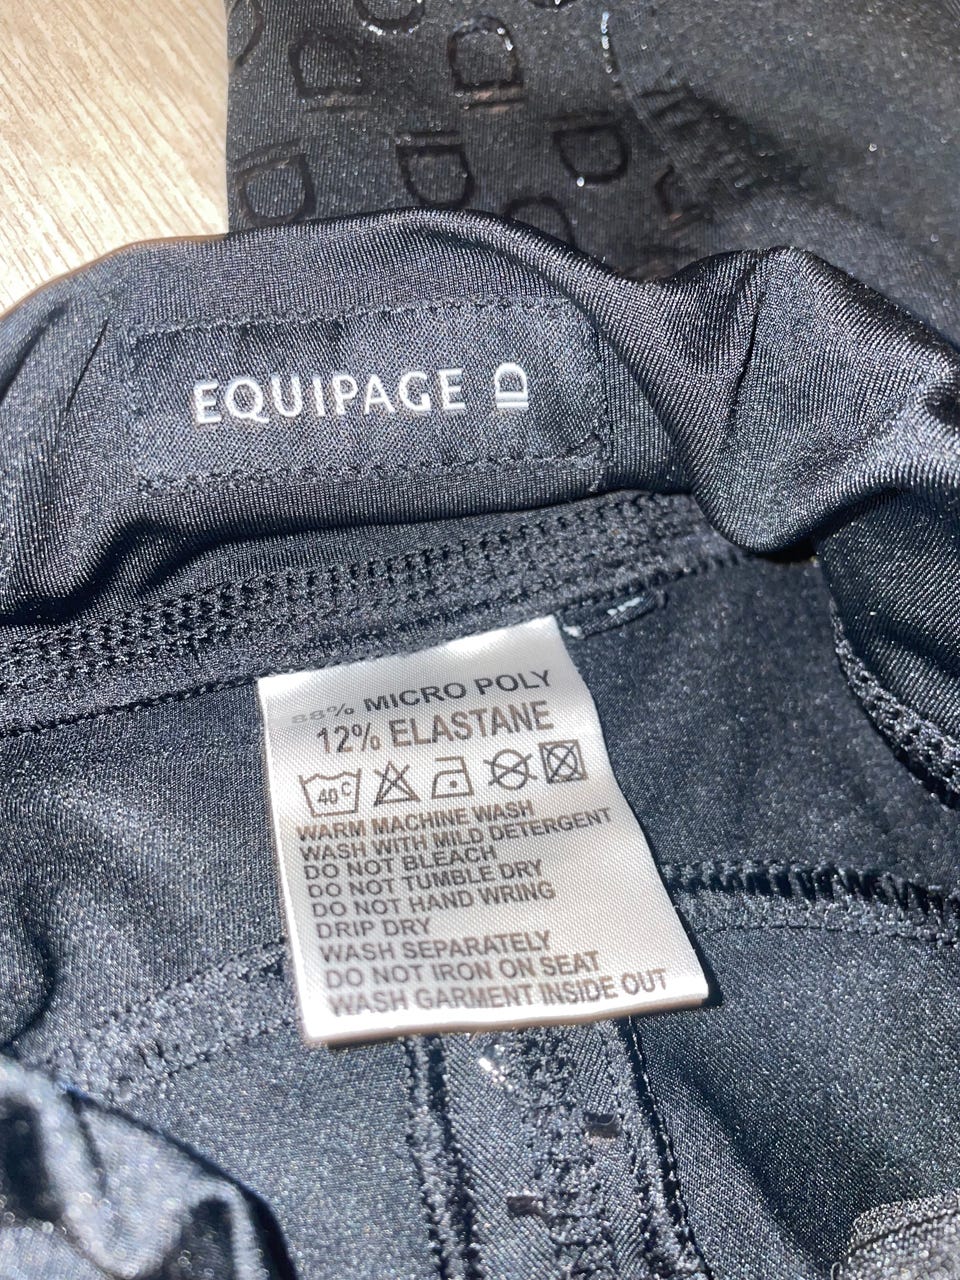 EQUIPAGE D
88% MICRO POLY
12% ELASTANE
40 C
WARM MACHINE WASH
WASH WITH MILD DETERGENT
DO NOT BLEACH
DO NOT TUMBLE DRY
DO NOT HAND WRING
DRIP DRY
WASH SEPARATELY
DO NOT IRON ON SEAT
WASH GARMENT INSIDE OUT